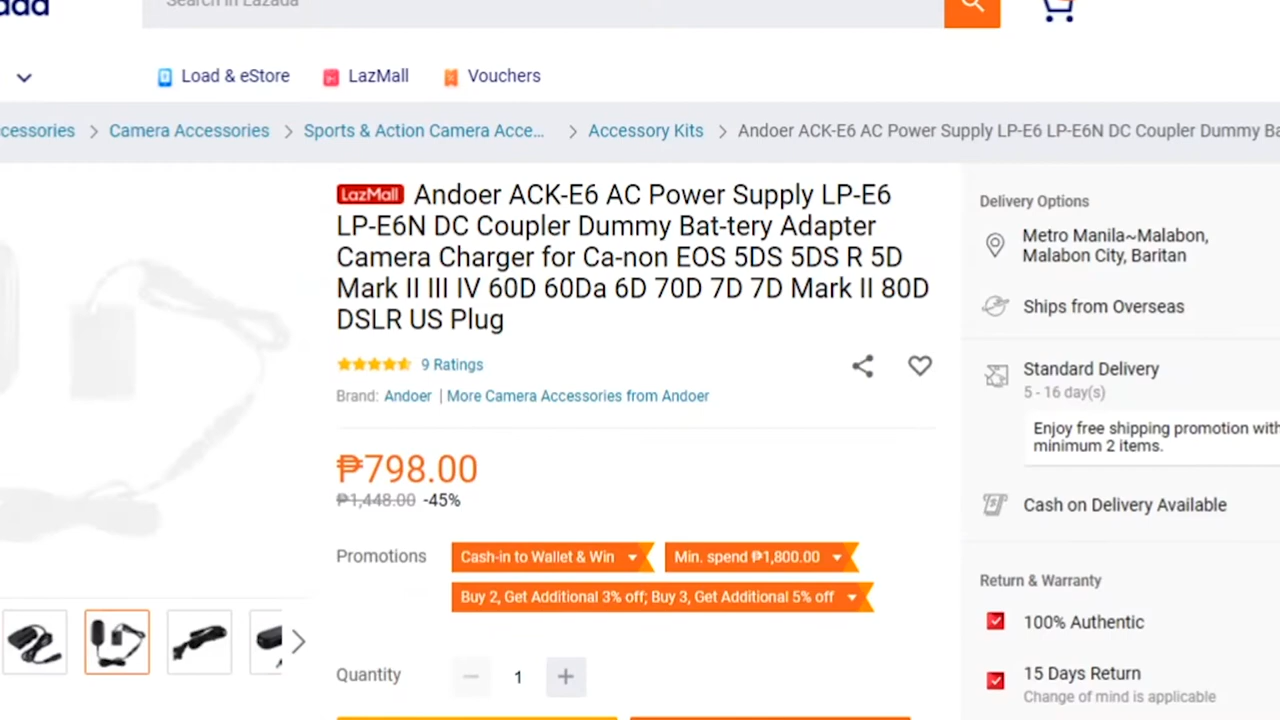 Search in Lazada
Load & eStore
LazMall
Vouchers
cessories
Camera Accessories
Sports & Action Camera Acce...
Accessory Kits
Andoer ACK-E6 AC Power Supply LP-E6 LP-E6N DC Coupler Dummy Ba
LazMall Andoer ACK-E6 AC Power Supply LP-E6
LP-E6N DC Coupler Dummy Bat-tery Adapter
Camera Charger for Ca-non EOS 5DS 5DS R 5D
Mark II III IV 60D 60Da 6D 70D 7D 7D Mark II 80D
DSLR US Plug
9 Ratings
Brand: Andoer | More Camera Accessories from Andoer
₱798.00
₱1,448.00 -45%
Promotions
Cash-in to Wallet & Win
Min. spend ₱1,800.00
Buy 2, Get Additional 3% off; Buy 3, Get Additional 5% off
Quantity
1
Delivery Options
Metro Manila~Malabon,
Malabon City, Baritan
Ships from Overseas
Standard Delivery
5 - 16 day(s)
Enjoy free shipping promotion with
minimum 2 items.
Cash on Delivery Available
Return & Warranty
100% Authentic
15 Days Return
Change of mind is applicable